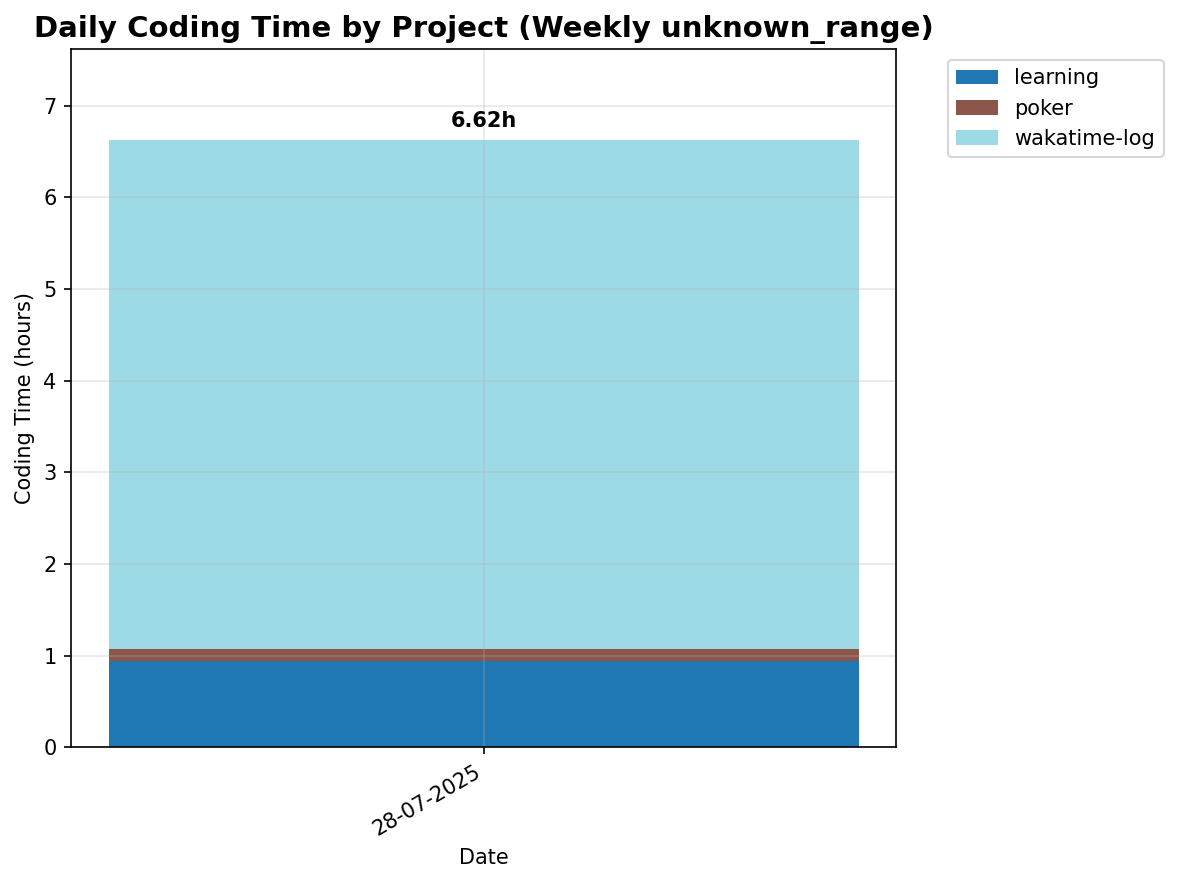 Daily Coding Time by Project (Weekly unknown_range)
learning
poker
wakatime-log
6.62h
7
6
5
4
3
2
1
0
Coding Time (hours)
28-07-2025
Date